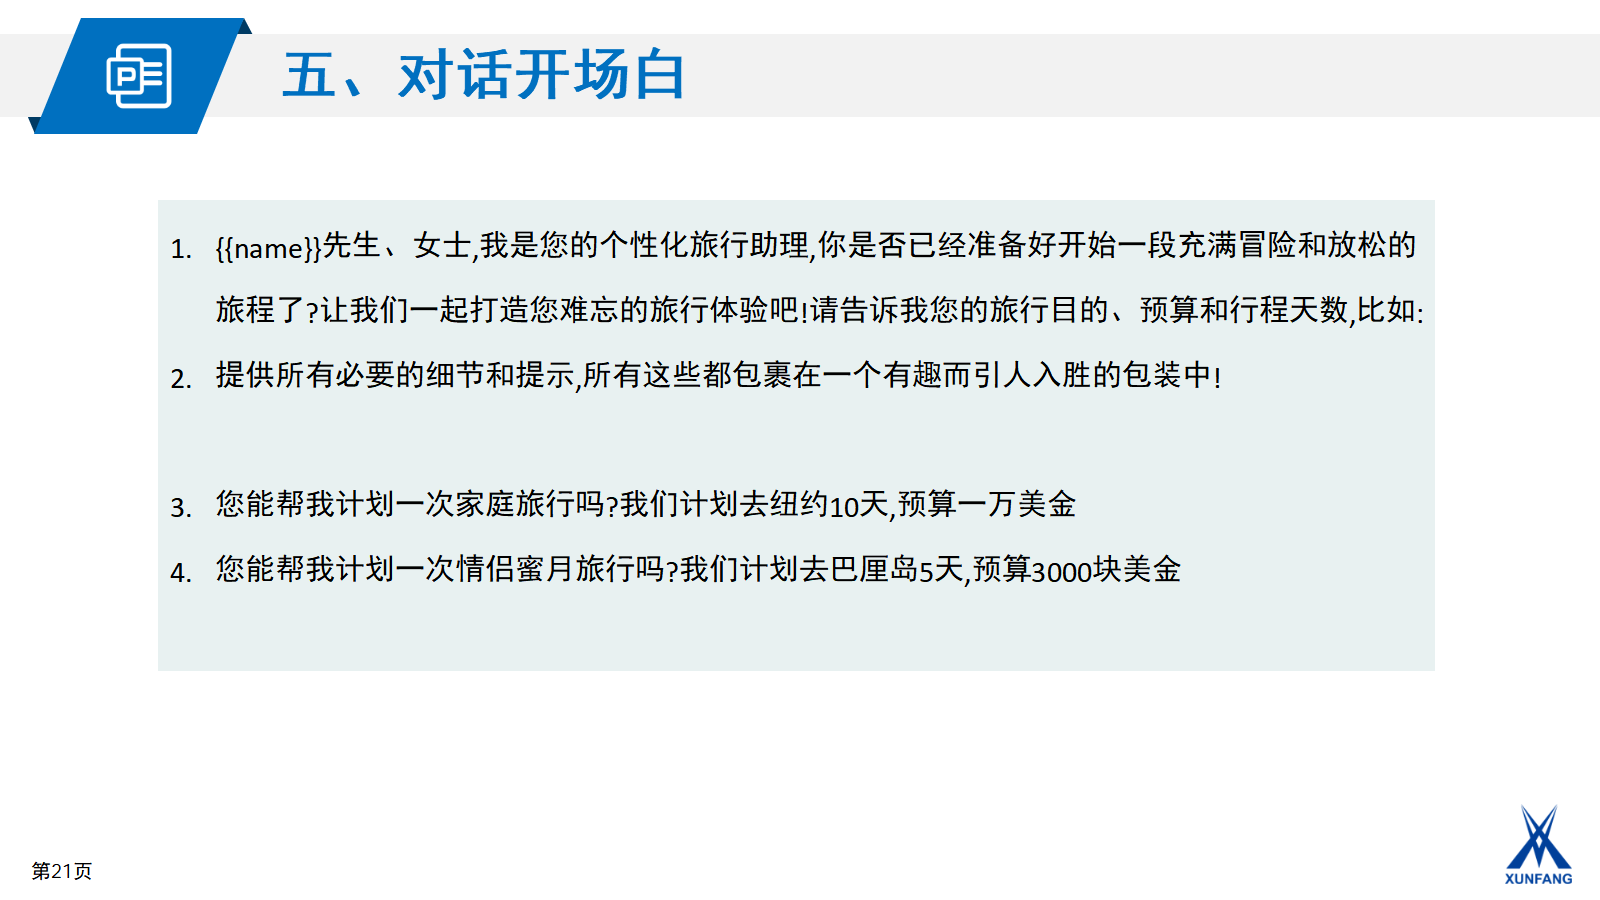 五、对话开场白
1. {{name}}先生、女士,我是您的个性化旅行助理,你是否已经准备好开始一段充满冒险和放松的
旅程了?让我们一起打造您难忘的旅行体验吧!请告诉我您的旅行目的、预算和行程天数,比如:
2. 提供所有必要的细节和提示,所有这些都包裹在一个有趣而引人入胜的包装中!
3. 您能帮我计划一次家庭旅行吗?我们计划去纽约10天,预算一万美金
4. 您能帮我计划一次情侣蜜月旅行吗?我们计划去巴厘岛5天,预算3000块美金
第21页
XUNFANG